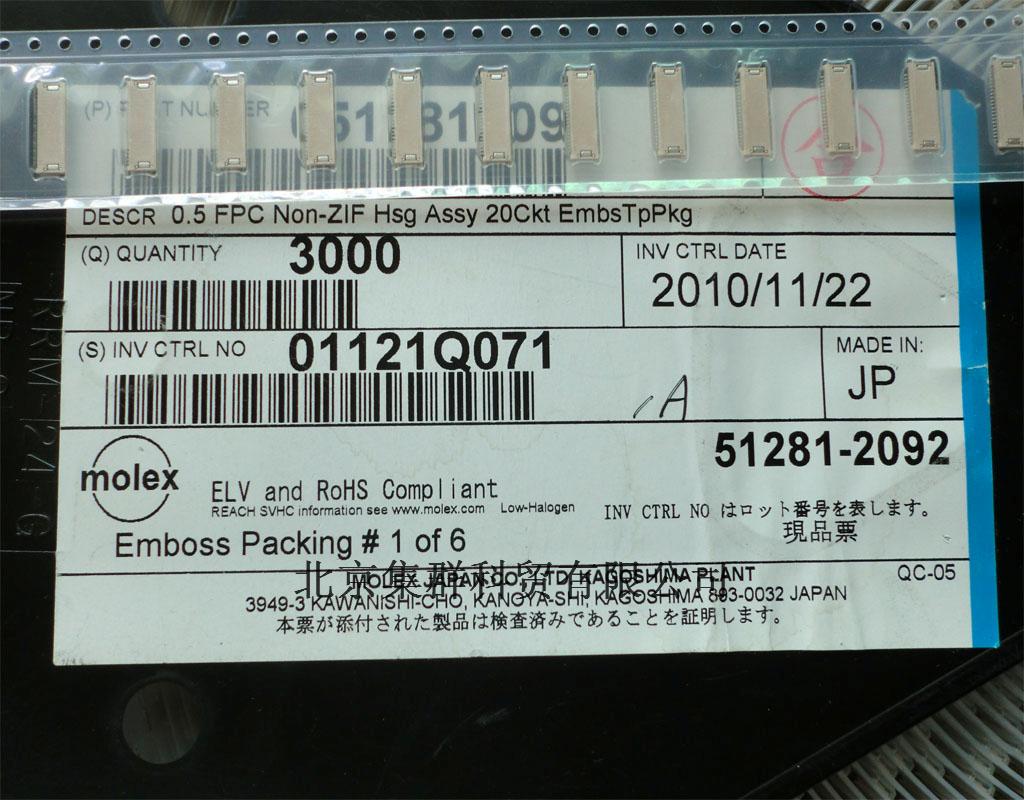 (P) PART NUMBER
DESCR 0.5 FPC Non-ZIF Hsg Assy 20Ckt EmbsTpPkg
(Q) QUANTITY 3000
INV CTRL DATE
2010/11/22
(S) INV CTRL NO 01121Q071
MADE IN:
JP
A
51281-2092
molex
ELV and RoHS Compliant
REACH SVHC information see www.molex.com Low-Halogen
INV CTRL NO はロット番号を表します。
現品票
Emboss Packing # 1 of 6
北京集群科贸有限公司
MOLEX JAPAN CO., LTD. KAGOSHIMA PLANT
QC-05
3949-3 KAWANISHI-CHO, KANOYA-SHI, KAGOSHIMA 893-0032 JAPAN
本票が添付された製品は検査済みであることを証明します。
合
RRM-24-G